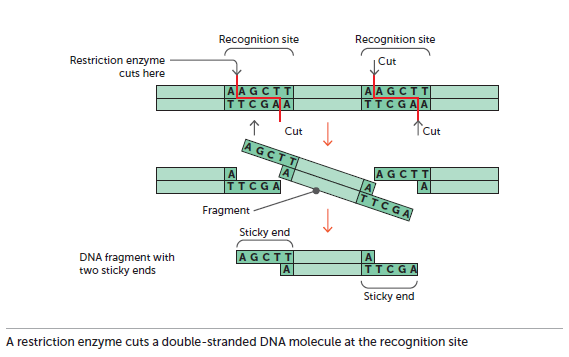 Recognition site
Recognition site
Restriction enzyme
cuts here
Cut
A A G C T T
A A G C T T
T T C G A A
T T C G A A
Cut
Cut
A G C T T
A
A
T T C G A
A
T T C G A
A G C T T
A
Fragment
Sticky end
DNA fragment with
two sticky ends
A G C T T
A
A
T T C G A
Sticky end
A restriction enzyme cuts a double-stranded DNA molecule at the recognition site